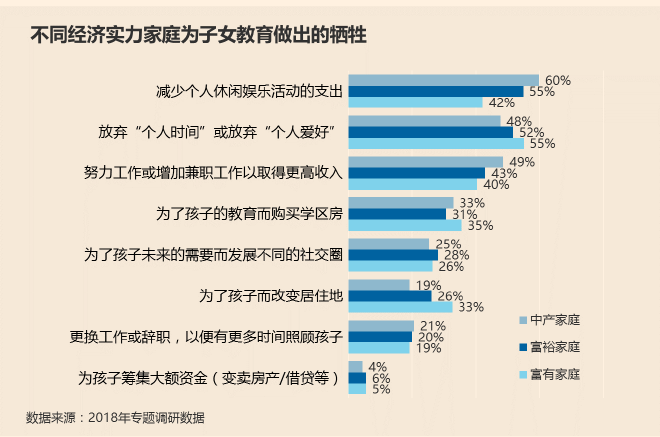 不同经济实力家庭为子女教育做出的牺牲
减少个人休闲娱乐活动的支出
60%
55%
42%
放弃“个人时间”或放弃“个人爱好”
48%
52%
55%
努力工作或增加兼职工作以取得更高收入
49%
43%
40%
为了孩子的教育而购买学区房
33%
31%
35%
为了孩子未来的需要而发展不同的社交圈
25%
28%
26%
为了孩子而改变居住地
19%
26%
33%
更换工作或辞职，以便有更多时间照顾孩子
21%
20%
19%
为孩子筹集大额资金（变卖房产/借贷等）
4%
6%
5%
中产家庭
富裕家庭
富有家庭
数据来源：2018年专题调研数据